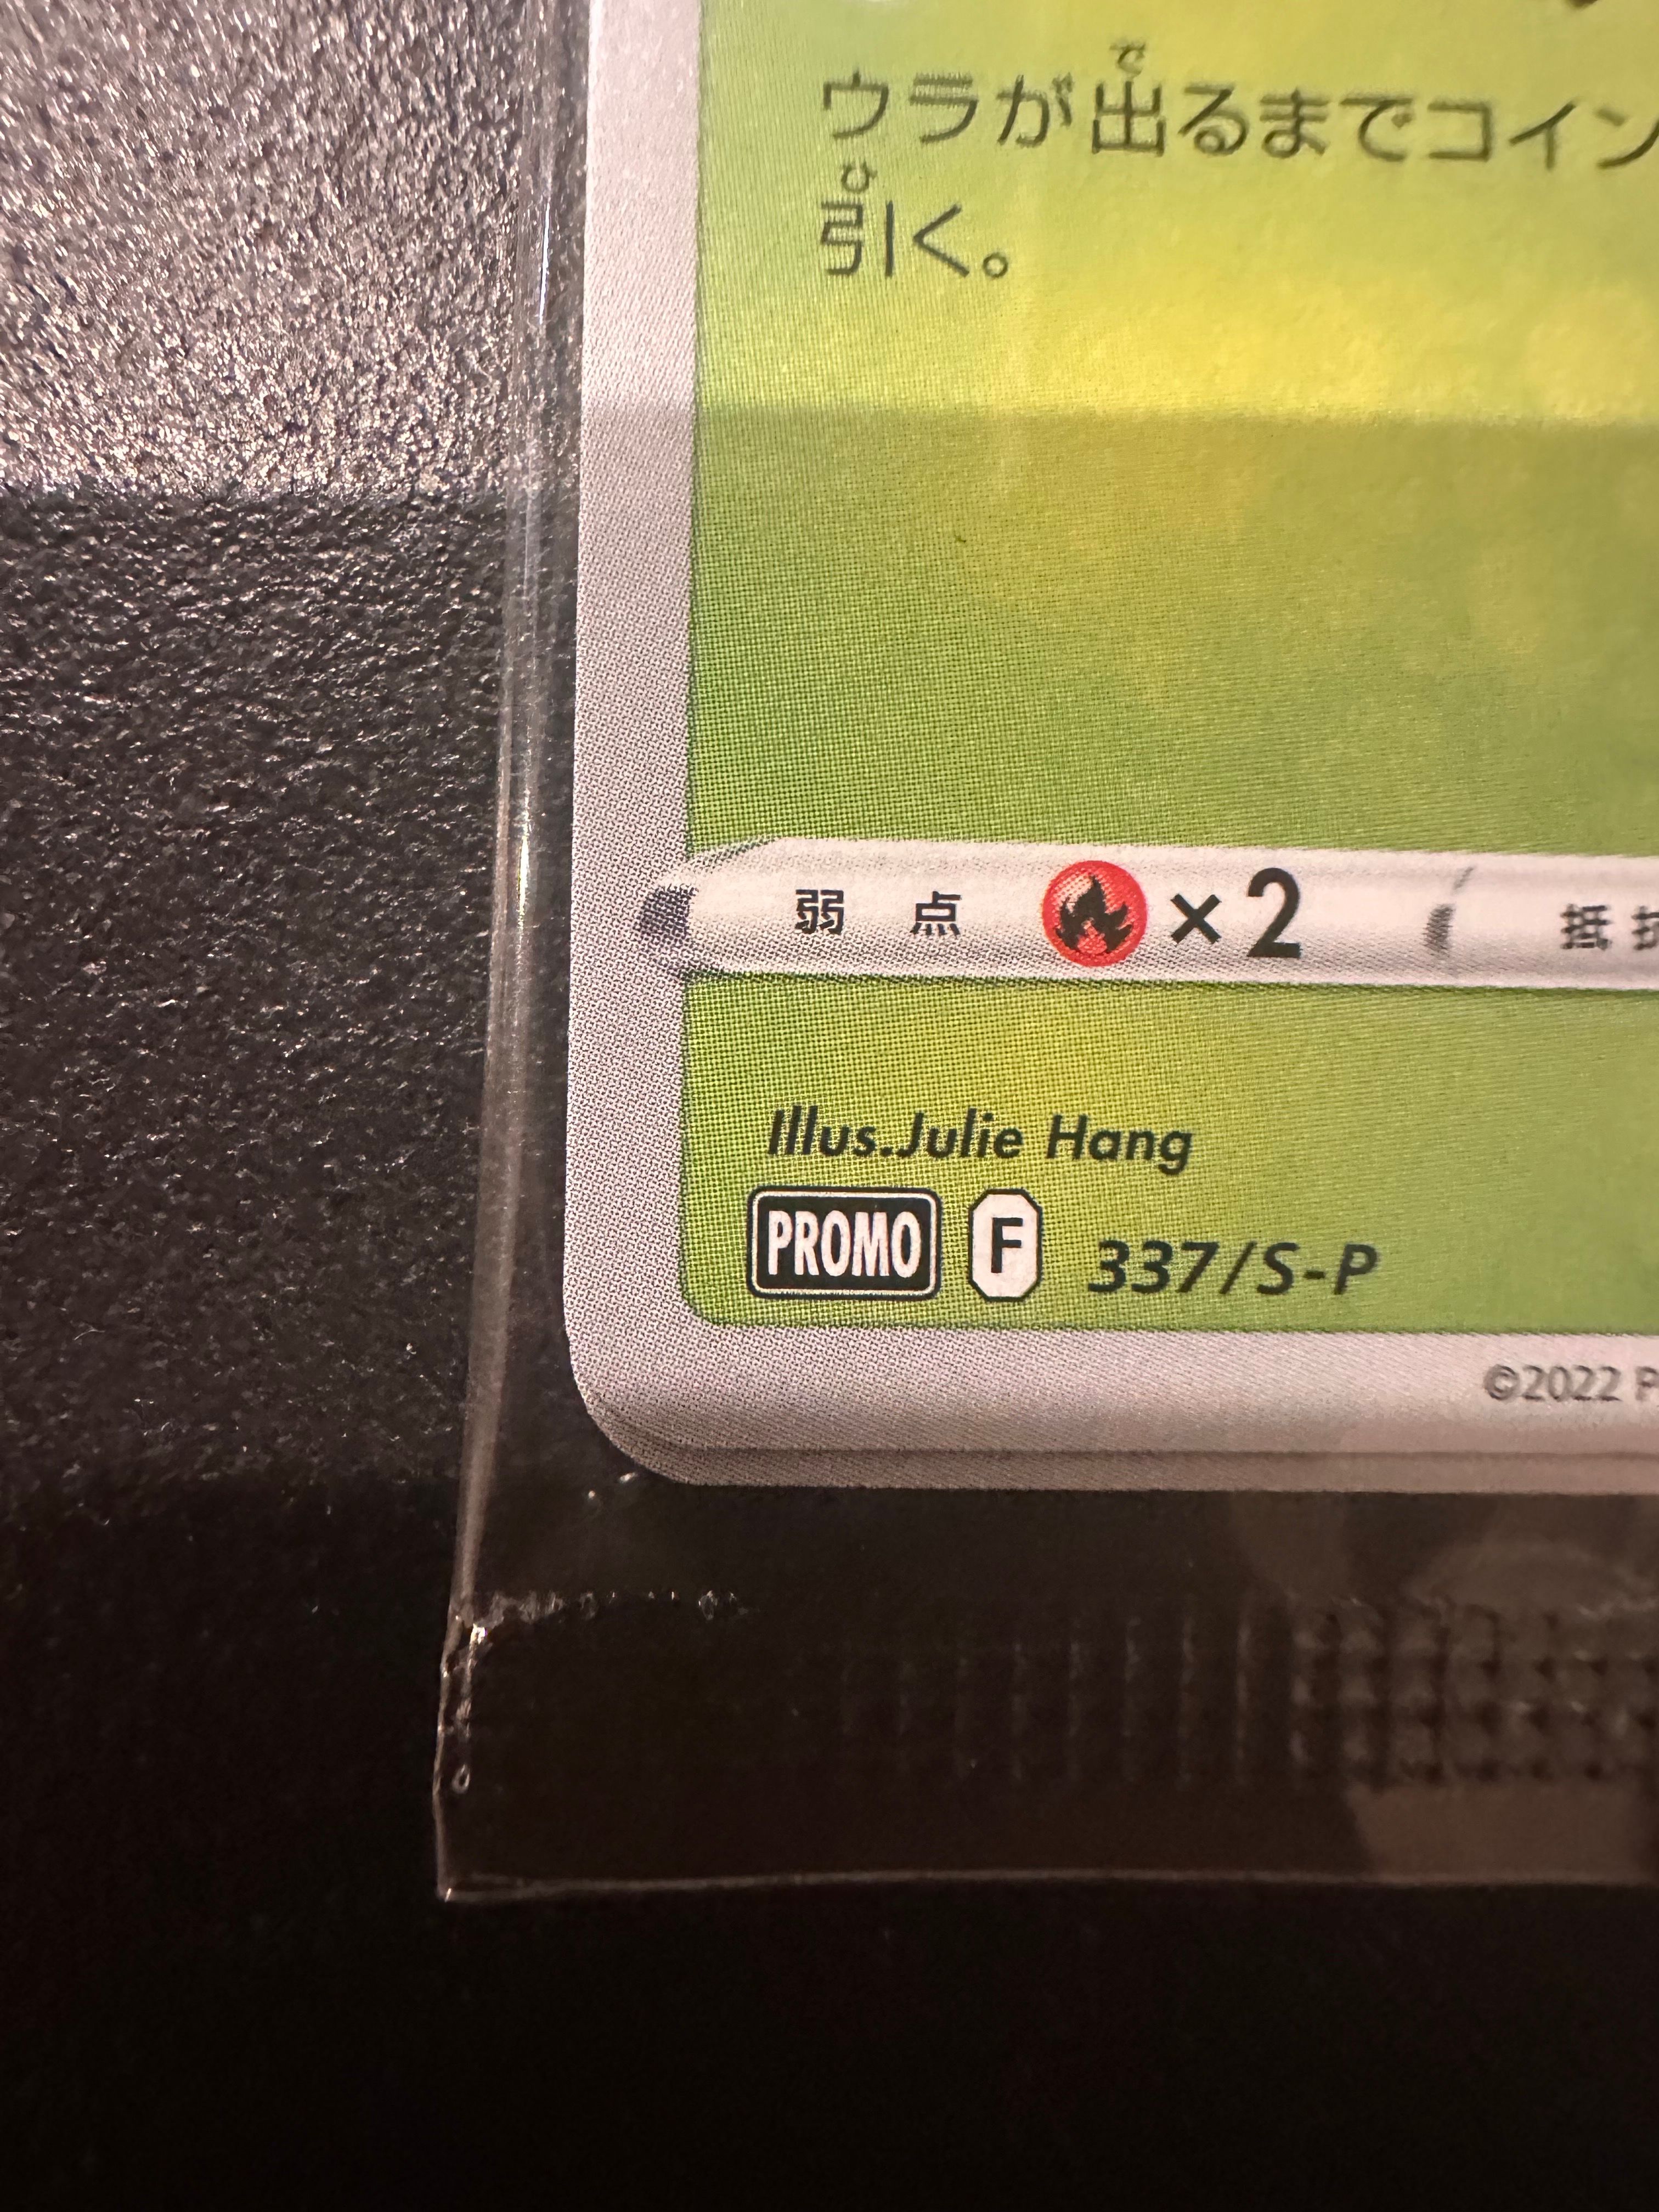 ウラが出るまでコイン
引く。
弱点 ×2 抵
Illus.Julie Hang
PROMO F 337/S-P
©2022